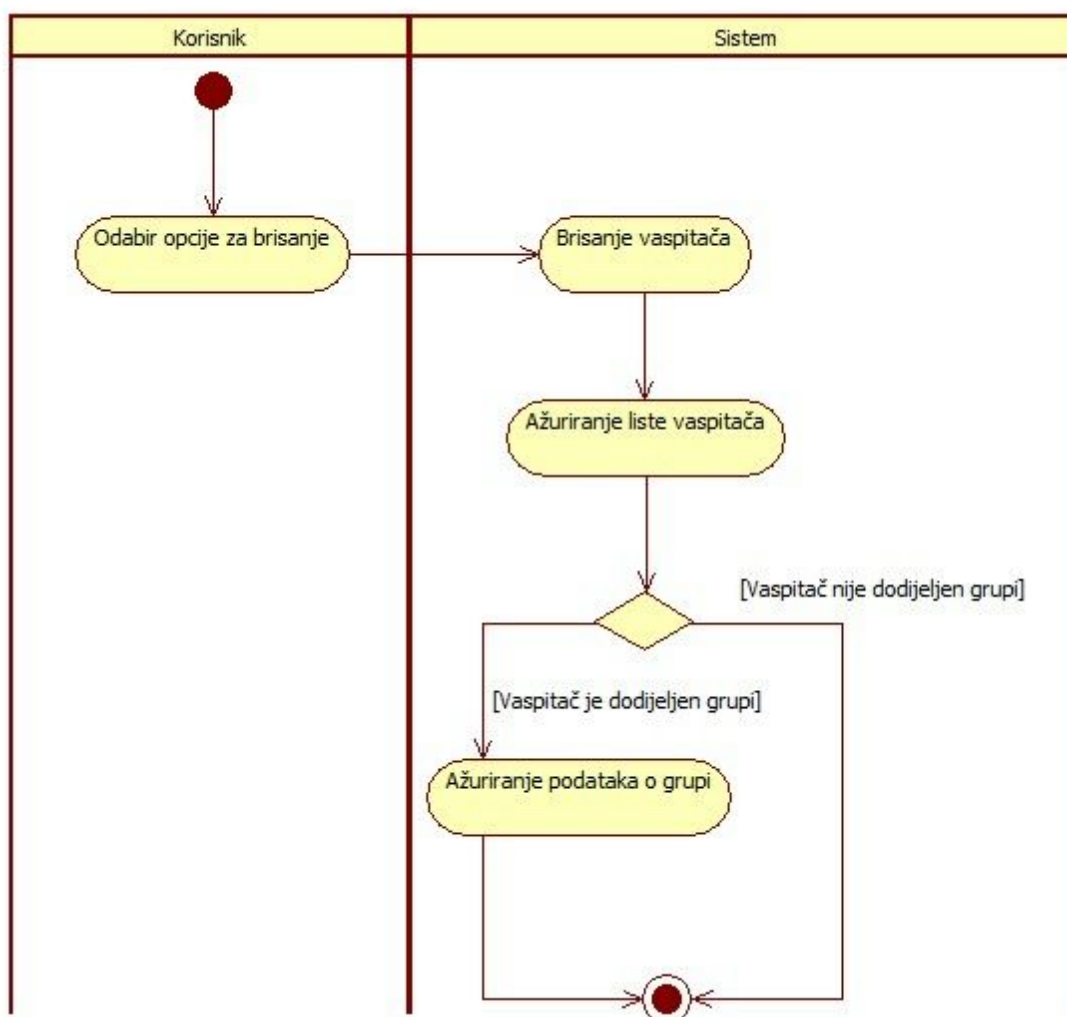 Korisnik
Sistem
Odabir opcije za brisanje
Brisanje vaspitača
Ažuriranje liste vaspitača
[Vaspitač nije dodijeljen grupi]
[Vaspitač je dodijeljen grupi]
Ažuriranje podataka o grupi